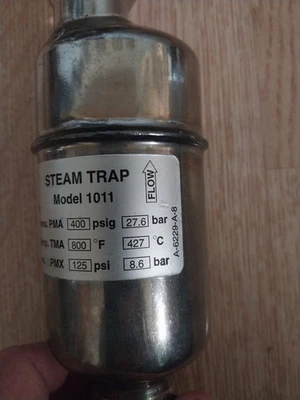 STEAM TRAP
Model 1011
FLOW
PMA 400 psig 27.6 bar
TMA 800 °F 427 °C
PMX 125 psi 8.6 bar
A-6229-A-8